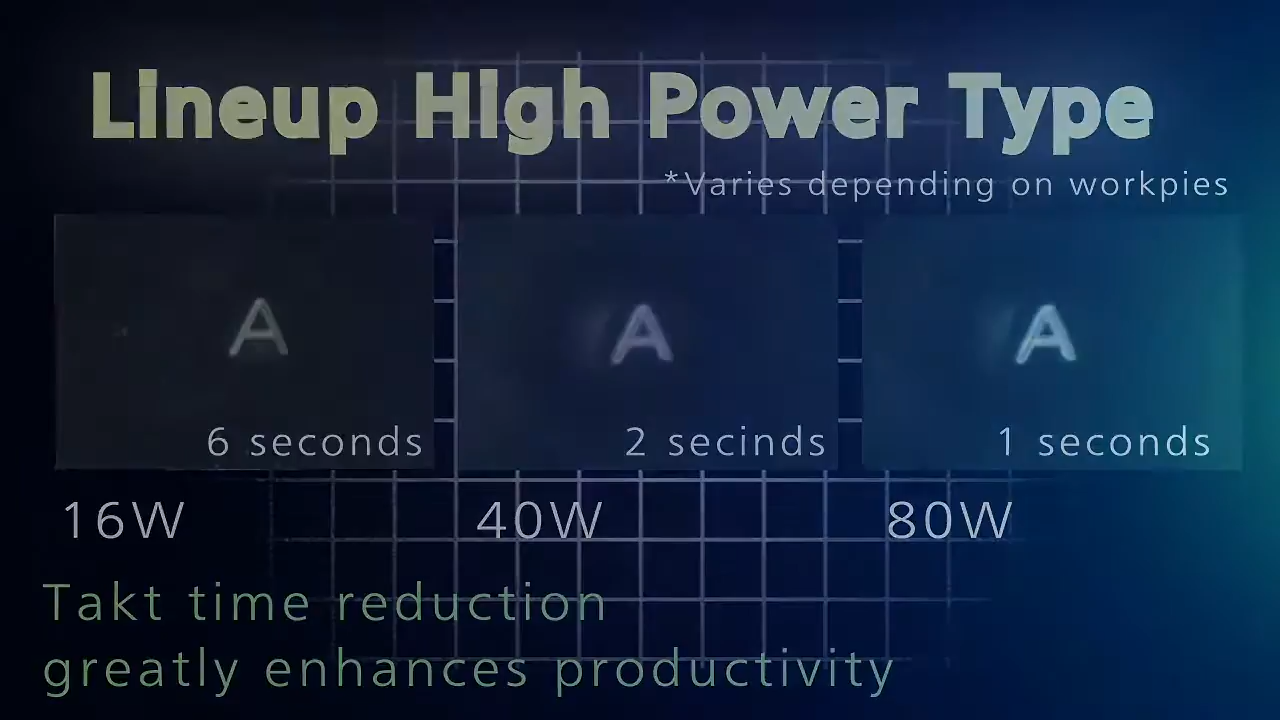 Lineup High Power Type
*Varies depending on workpies
A
A
A
6 seconds
2 secinds
1 seconds
16W
40W
80W
Takt time reduction
greatly enhances productivity